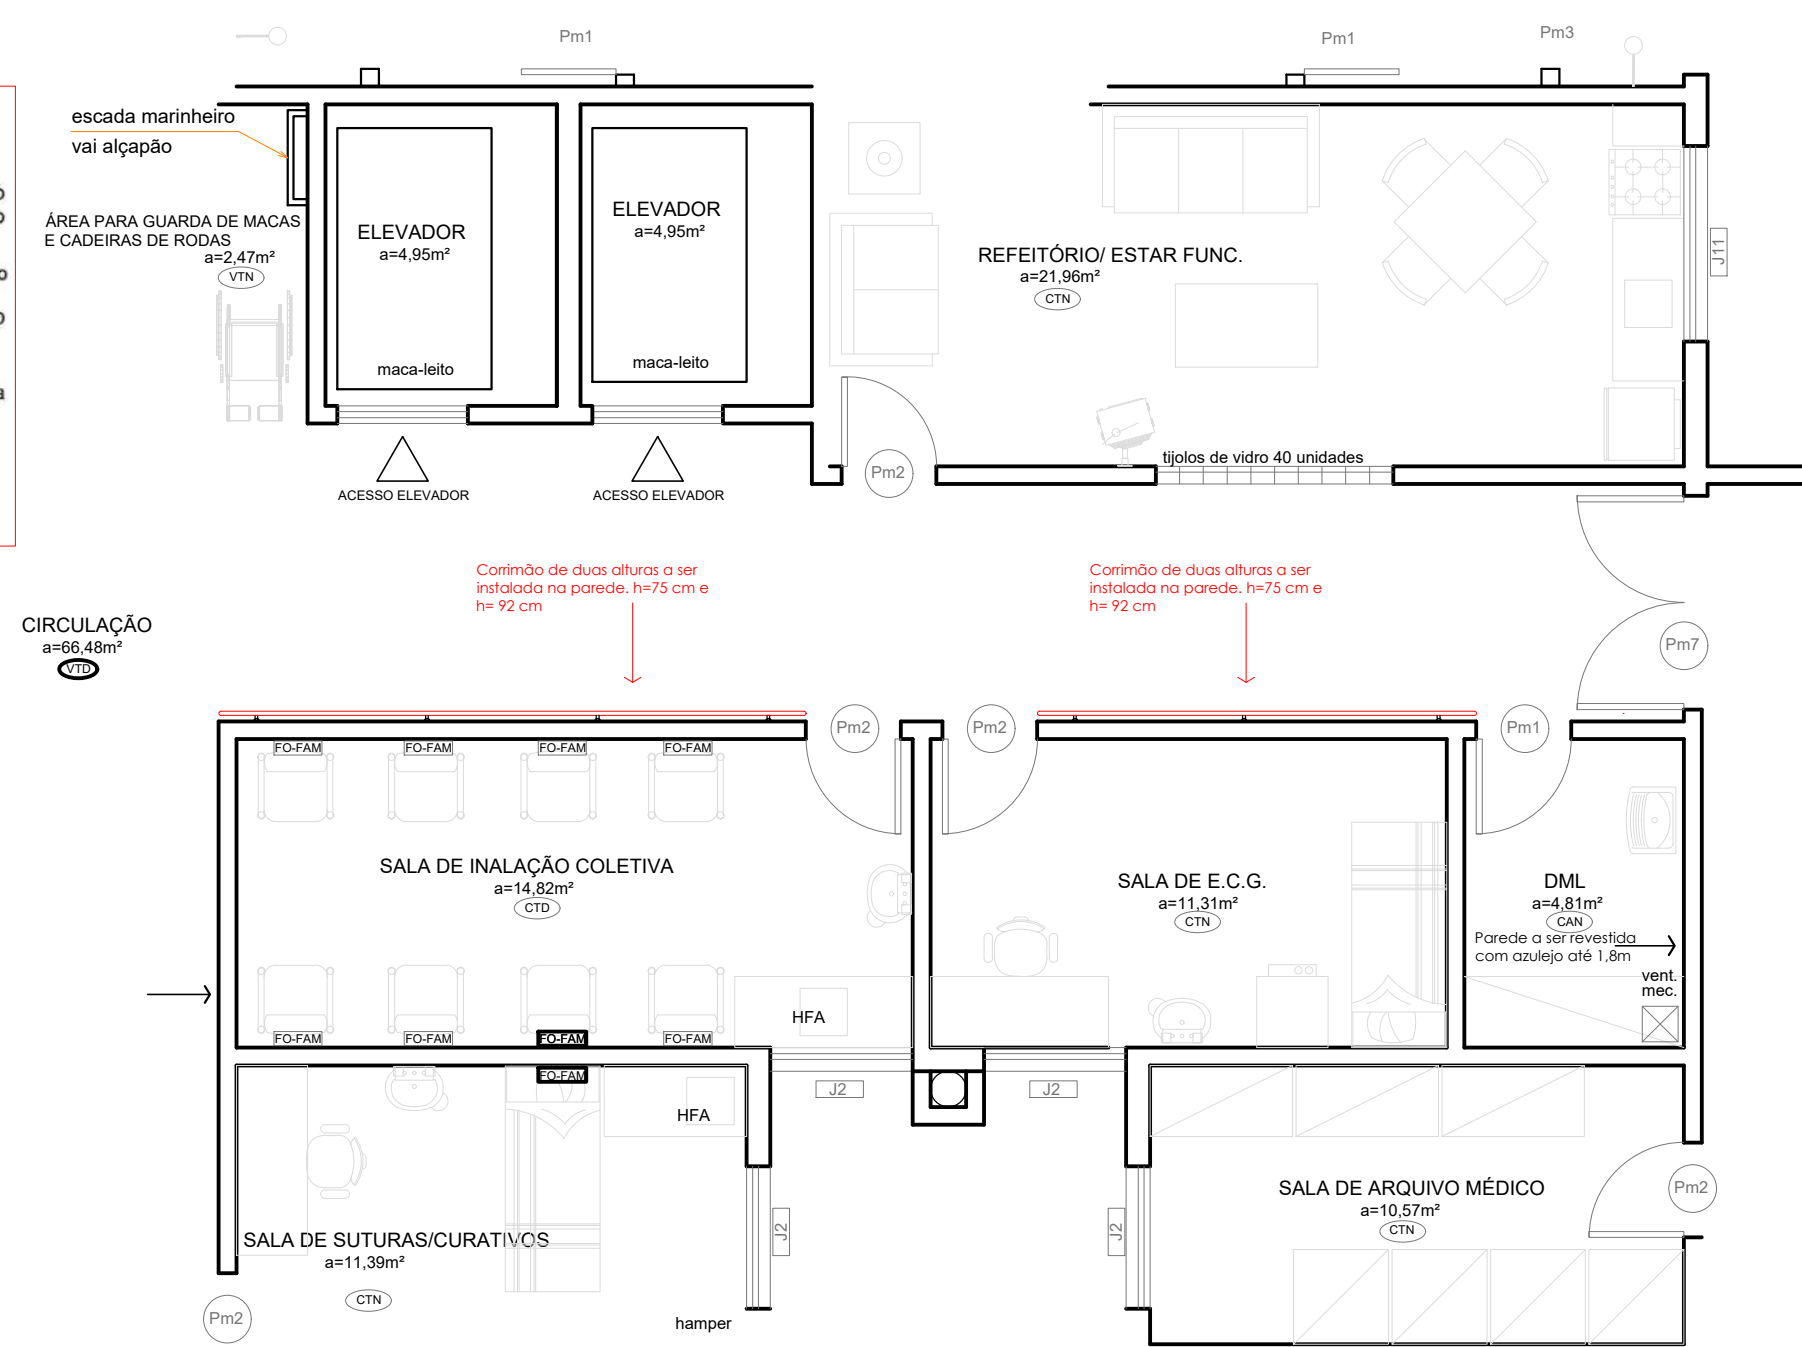 Pm1
Pm1
Pm3
escada marinheiro
vai alçapão
ÁREA PARA GUARDA DE MACAS
E CADEIRAS DE RODAS
a=2,47m²
VTN
ELEVADOR
a=4,95m²
maca-leito
ELEVADOR
a=4,95m²
maca-leito
REFEITÓRIO/ ESTAR FUNC.
a=21,96m²
CTN
J11
tijolos de vidro 40 unidades
Pm2
ACESSO ELEVADOR
ACESSO ELEVADOR
Corrimão de duas alturas a ser
instalada na parede. h=75 cm e
h= 92 cm
Corrimão de duas alturas a ser
instalada na parede. h=75 cm e
h= 92 cm
CIRCULAÇÃO
a=66,48m²
VTD
Pm7
Pm2
Pm2
Pm1
FO-FAM
FO-FAM
FO-FAM
FO-FAM
SALA DE INALAÇÃO COLETIVA
a=14,82m²
CTD
SALA DE E.C.G.
a=11,31m²
CTN
DML
a=4,81m²
CAN
Parede a ser revestida
com azulejo até 1,8m
vent.
mec.
HFA
FO-FAM
FO-FAM
FO-FAM
FO-FAM
FO-FAM
J2
J2
HFA
SALA DE SUTURAS/CURATIVOS
a=11,39m²
CTN
J2
J2
SALA DE ARQUIVO MÉDICO
a=10,57m²
CTN
Pm2
Pm2
hamper